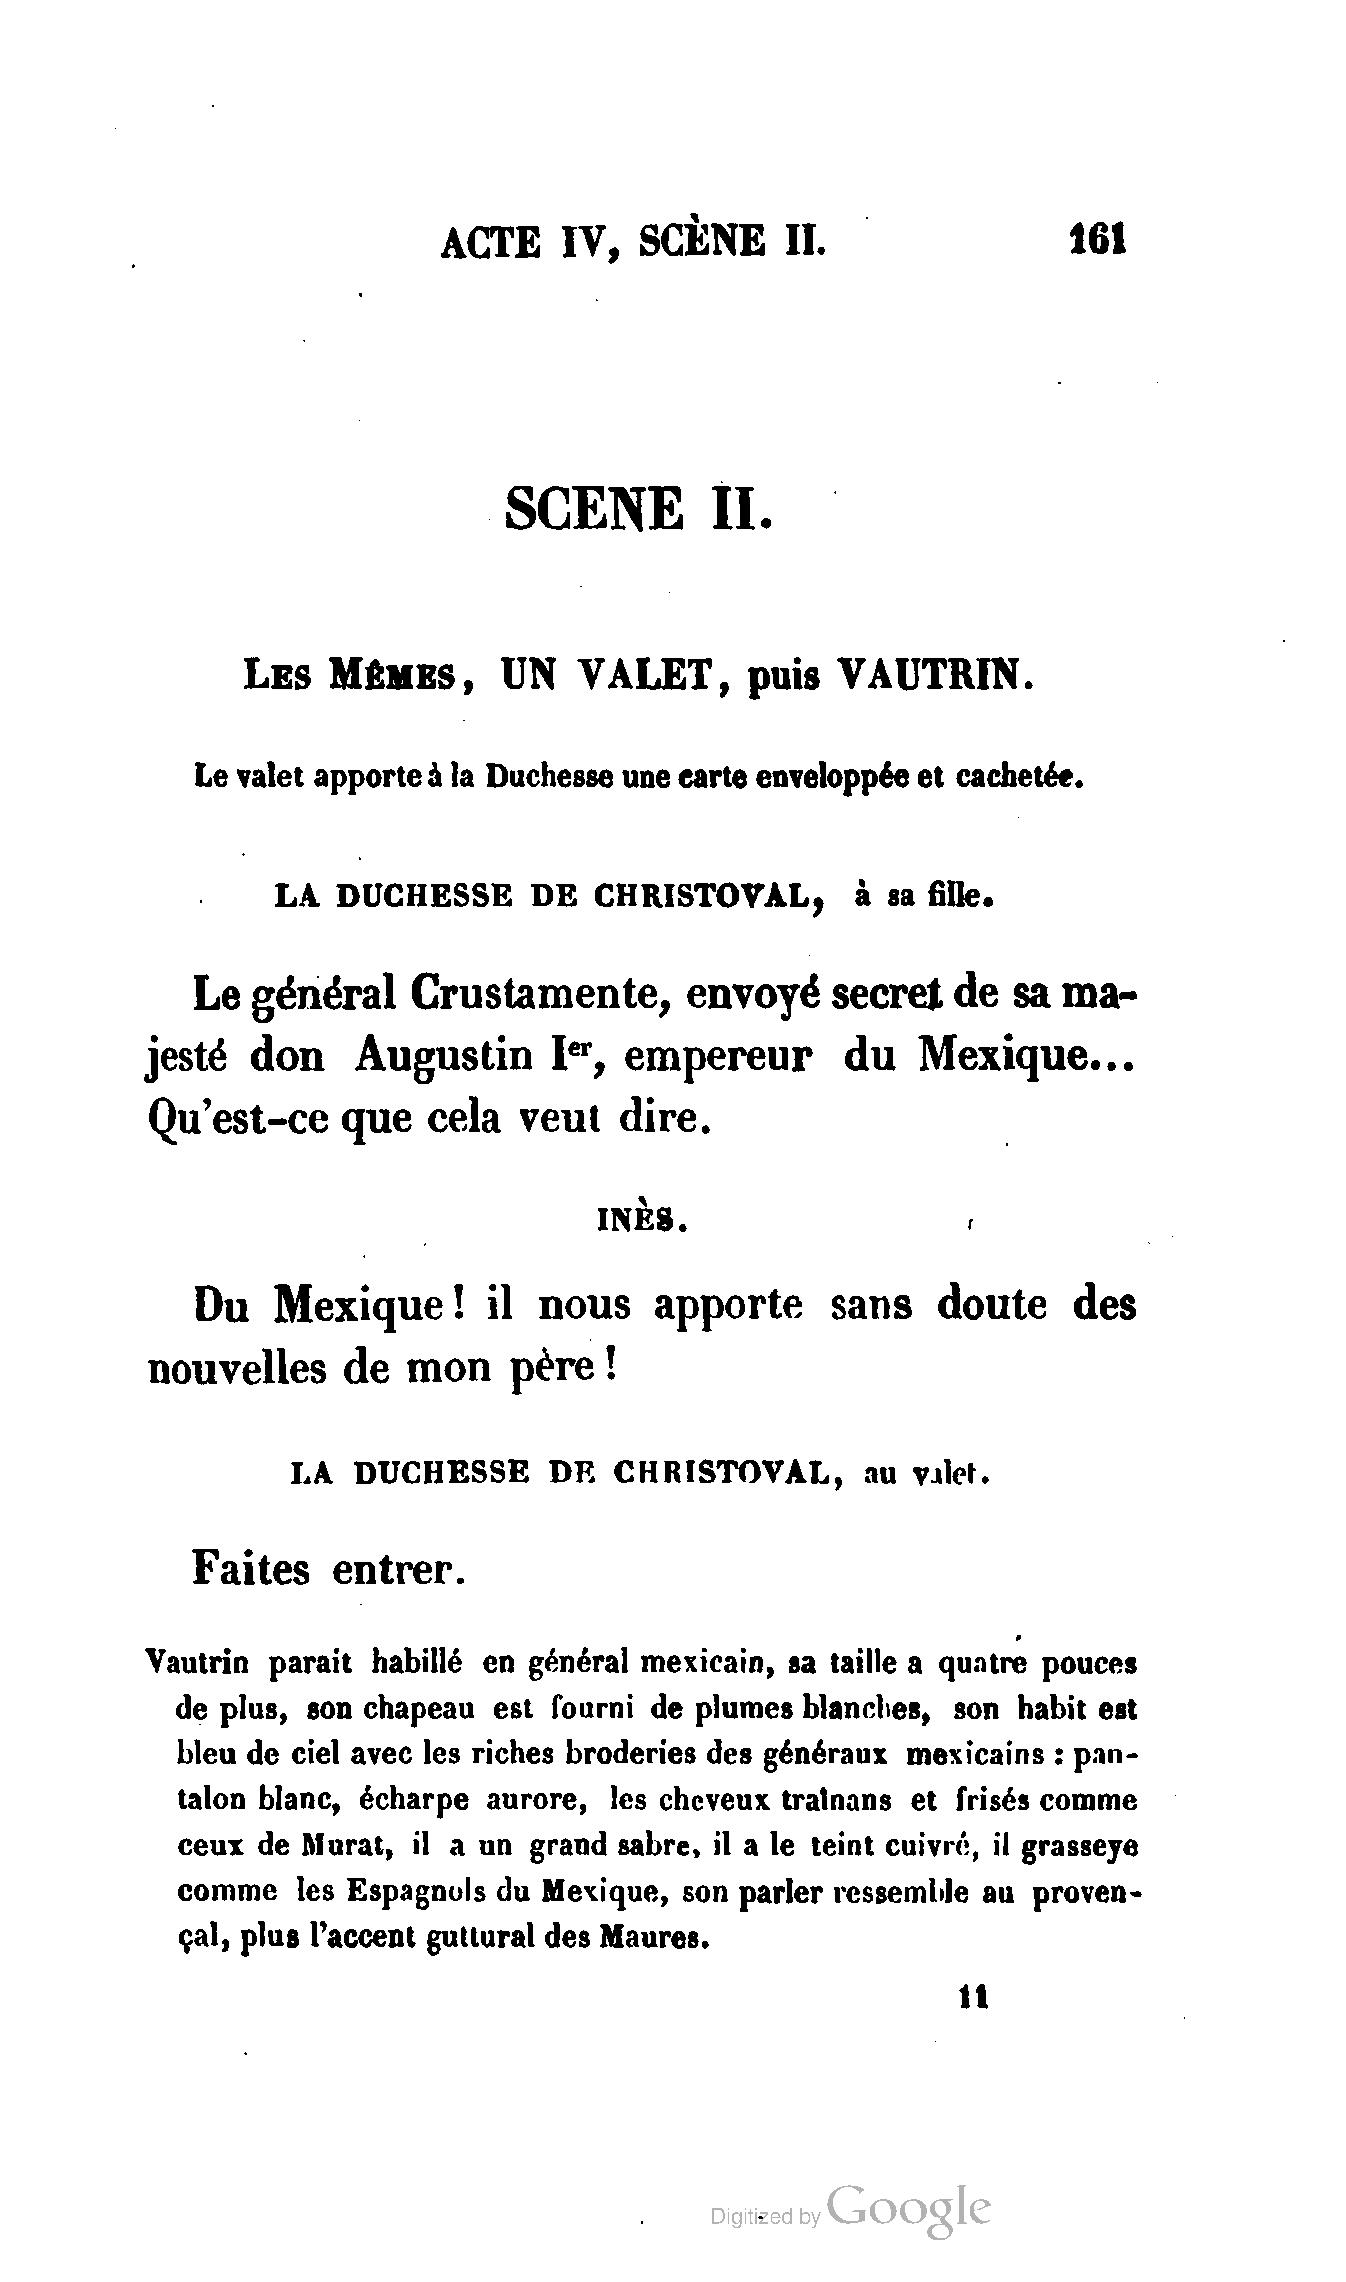 ACTE IV, SCÈNE II. 161
SCENE II.
LES MÊMES, UN VALET, puis VAUTRIN.
Le valet apporte à la Duchesse une carte enveloppée et cachetée.
LA DUCHESSE DE CHRISTOVAL, à sa fille.
Le général Crustamente, envoyé secret de sa ma-
jesté don Augustin Ier, empereur du Mexique...
Qu'est-ce que cela veut dire.
INÈS.
Du Mexique ! il nous apporte sans doute des
nouvelles de mon père !
LA DUCHESSE DE CHRISTOVAL, au valet.
Faites entrer.
Vautrin parait habillé en général mexicain, sa taille a quatre pouces
de plus, son chapeau est fourni de plumes blanches, son habit est
bleu de ciel avec les riches broderies des généraux mexicains : pan-
talon blanc, écharpe aurore, les cheveux traînans et frisés comme
ceux de Murat, il a un grand sabre, il a le teint cuivré, il grasseye
comme les Espagnols du Mexique, son parler ressemble au proven-
çal, plus l'accent guttural des Maures.
11
Digitized by Google